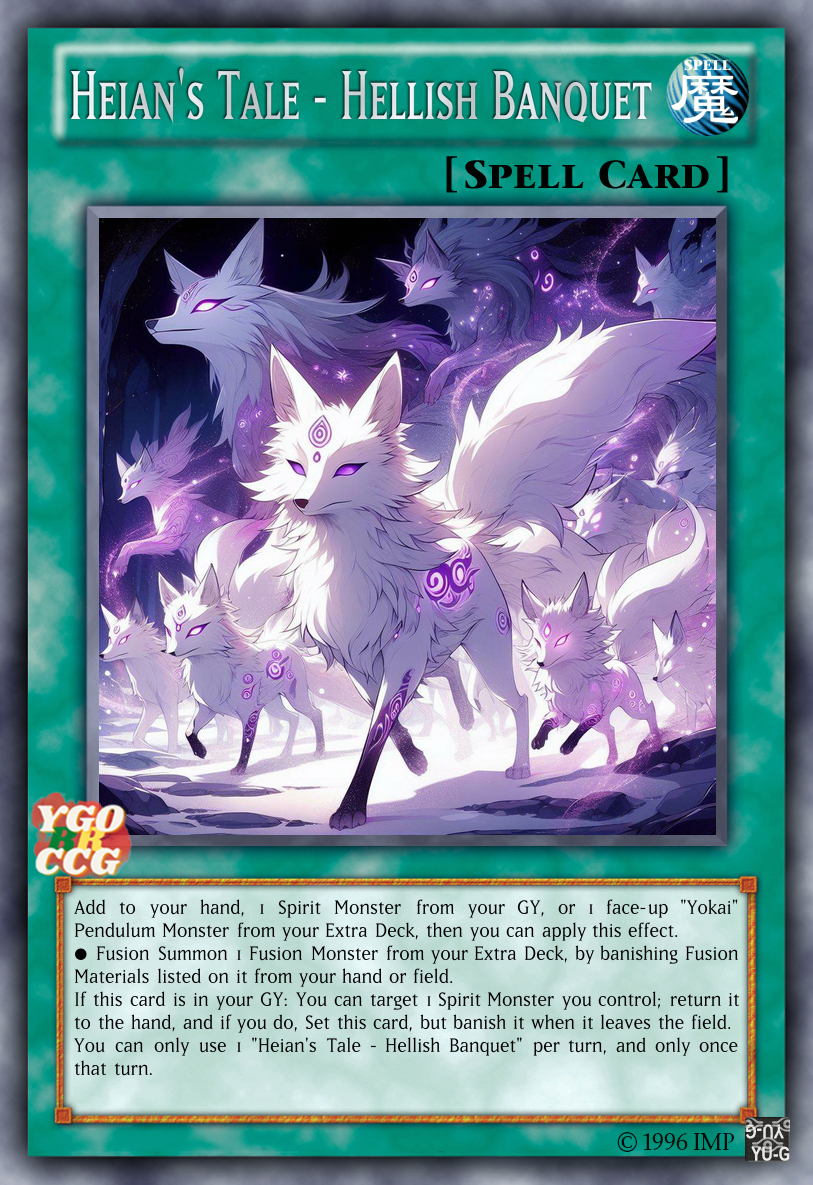 Heian's Tale - Hellish Banquet
SPELL
魔
[Spell Card]
YGO
BR
CCG
Add to your hand, 1 Spirit Monster from your GY, or 1 face-up "Yokai"
Pendulum Monster from your Extra Deck, then you can apply this effect.
● Fusion Summon 1 Fusion Monster from your Extra Deck, by banishing Fusion
Materials listed on it from your hand or field.
If this card is in your GY: You can target 1 Spirit Monster you control; return it
to the hand, and if you do, Set this card, but banish it when it leaves the field.
You can only use 1 "Heian's Tale - Hellish Banquet" per turn, and only once
that turn.
© 1996 IMP
YU-G
YU-G